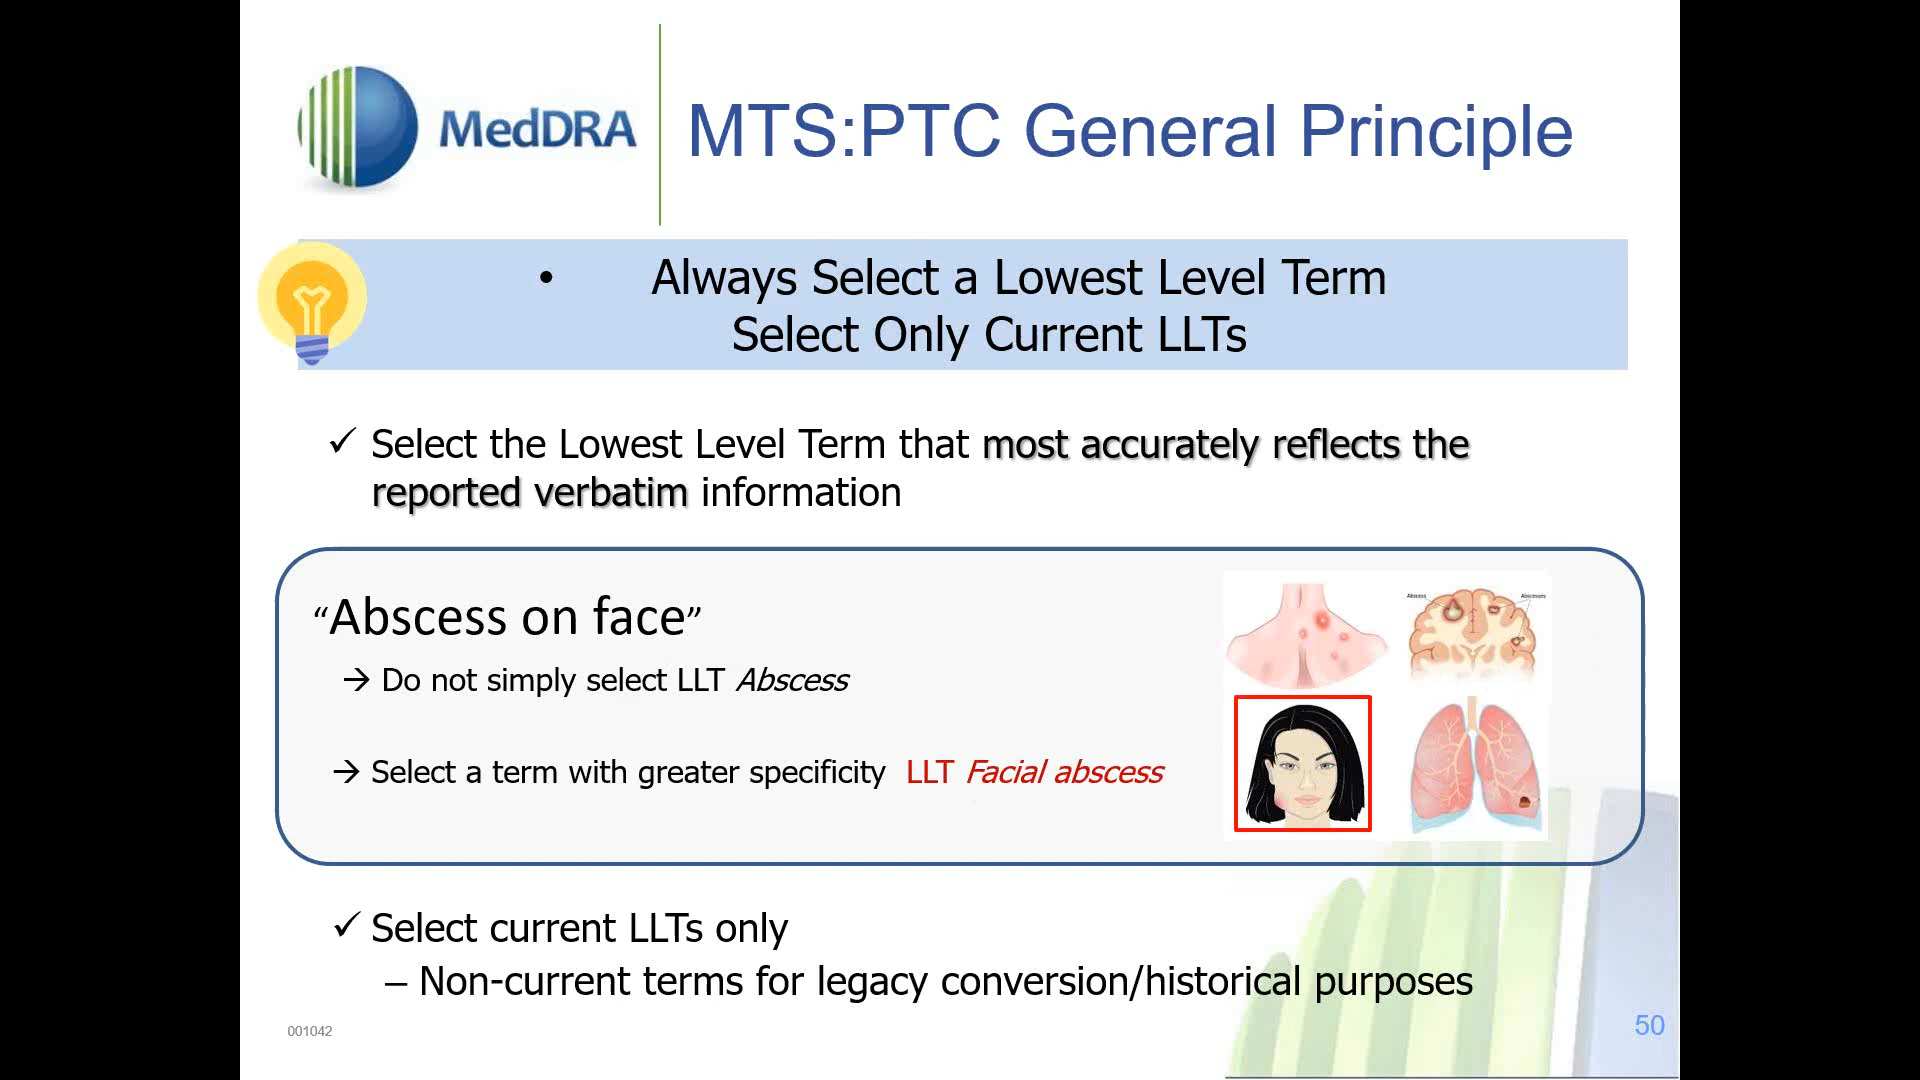 MedDRA
MTS:PTC General Principle
• Always Select a Lowest Level Term
Select Only Current LLTs
✓ Select the Lowest Level Term that most accurately reflects the
reported verbatim information
“Abscess on face”
→ Do not simply select LLT Abscess
→ Select a term with greater specificity LLT Facial abscess
Abscess
Abscesses
✓ Select current LLTs only
– Non-current terms for legacy conversion/historical purposes
001042
50